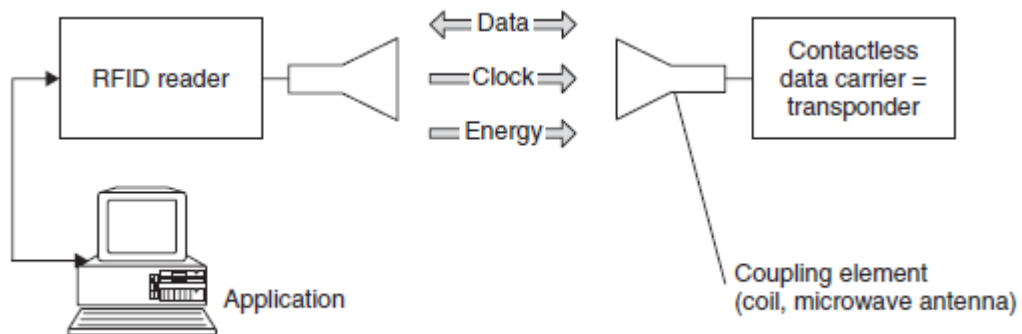 Data
RFID reader
Clock
Energy
Contactless
data carrier =
transponder
Application
Coupling element
(coil, microwave antenna)